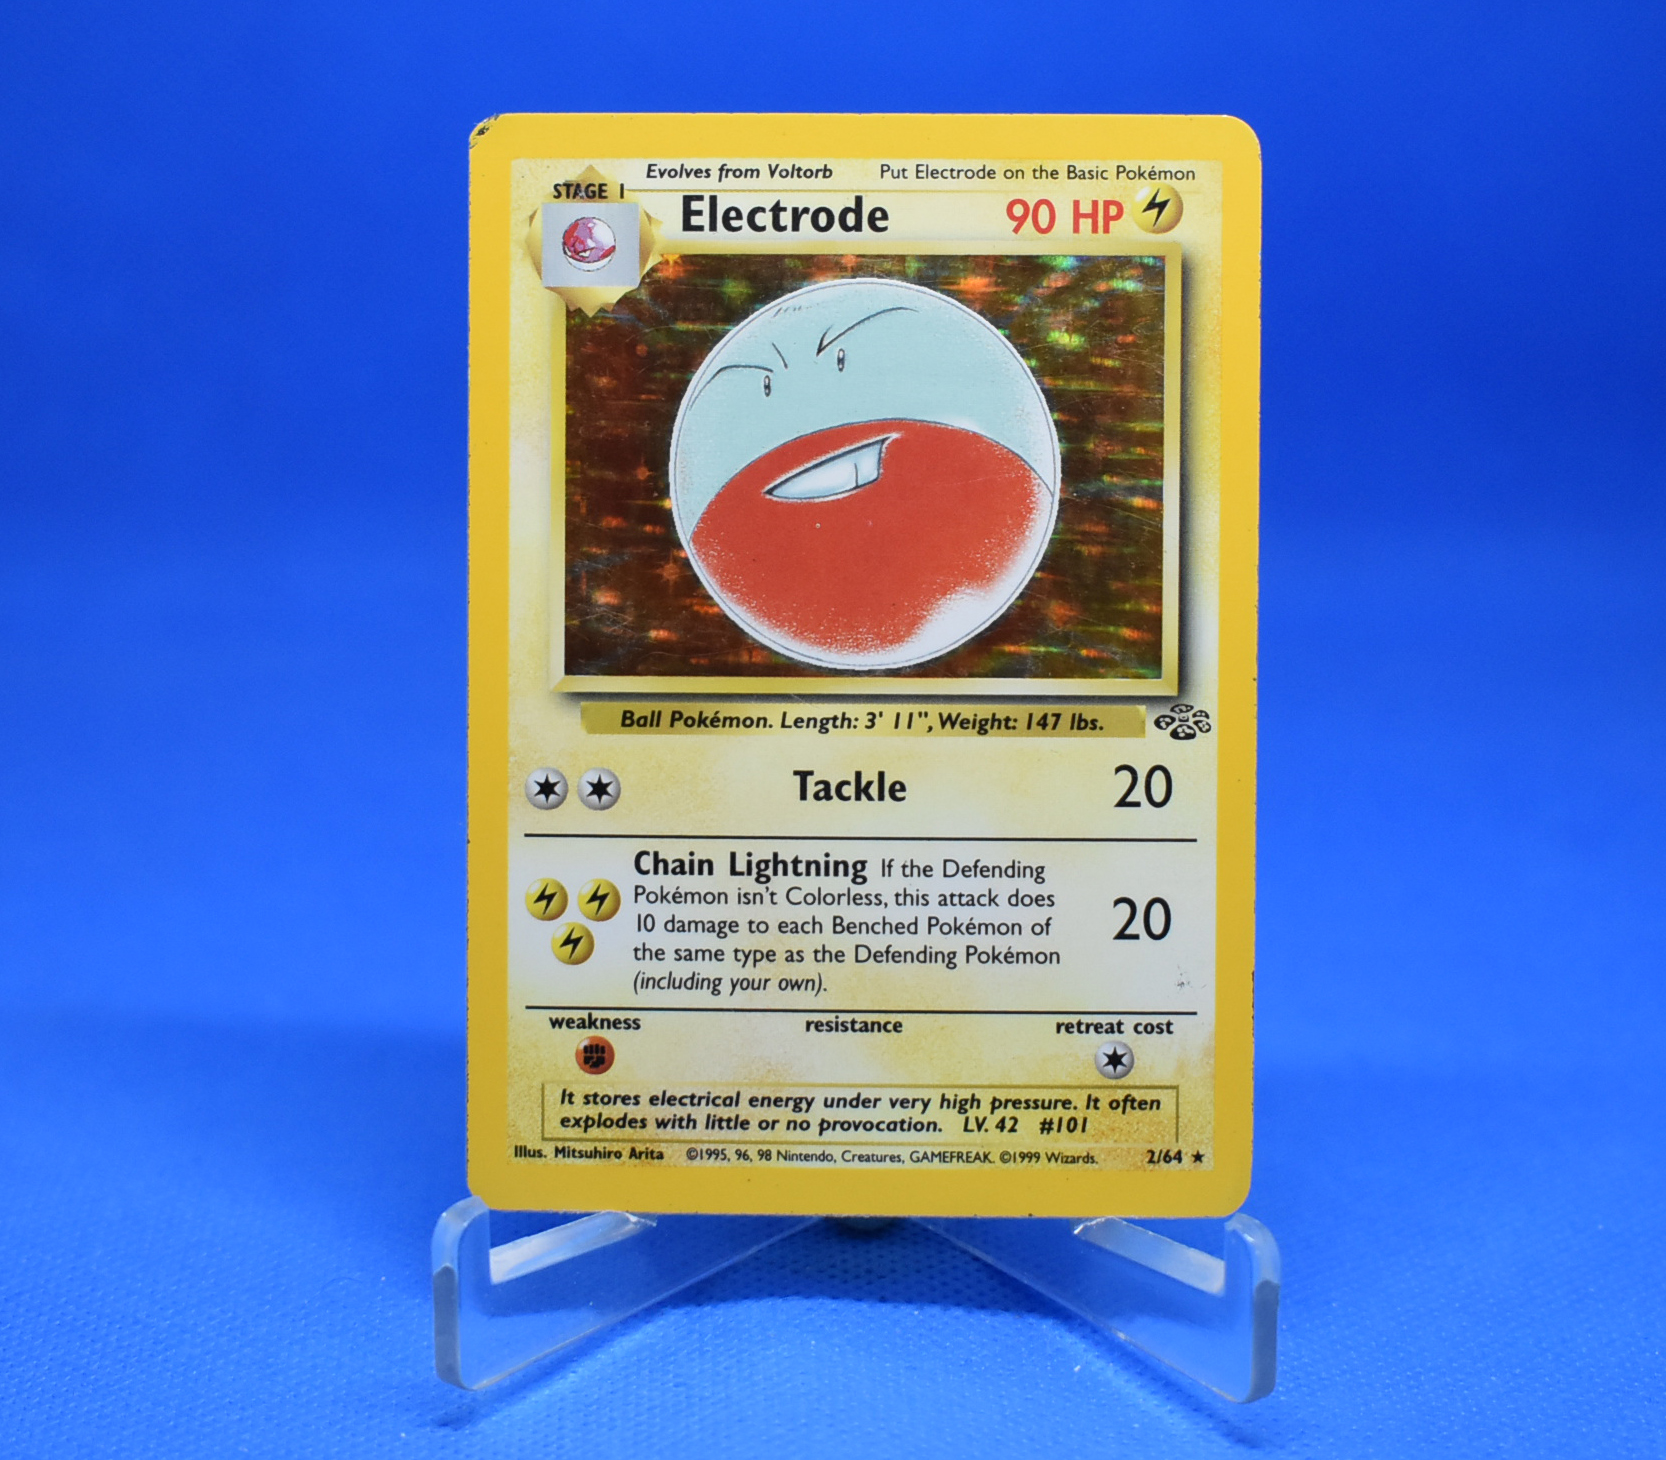 Evolves from Voltorb Put Electrode on the Basic Pokémon
STAGE 1
Electrode 90 HP
Ball Pokémon. Length: 3' 11", Weight: 147 lbs.
Tackle 20
Chain Lightning If the Defending
Pokémon isn't Colorless, this attack does
10 damage to each Benched Pokémon of
the same type as the Defending Pokémon
(including your own).
20
weakness resistance retreat cost
It stores electrical energy under very high pressure. It often
explodes with little or no provocation. LV. 42 #101
Illus. Mitsuhiro Arita ©1995, 96, 98 Nintendo, Creatures, GAMEFREAK. ©1999 Wizards. 2/64 ★